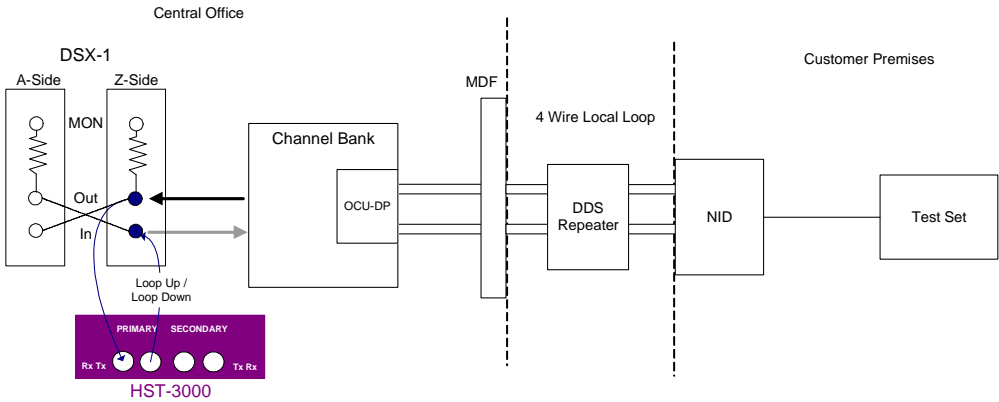 Central Office
Customer Premises
DSX-1
A-Side
Z-Side
MON
Out
In
Channel Bank
OCU-DP
MDF
4 Wire Local Loop
DDS
Repeater
NID
Test Set
Loop Up /
Loop Down
PRIMARY
SECONDARY
Rx Tx
Tx Rx
HST-3000